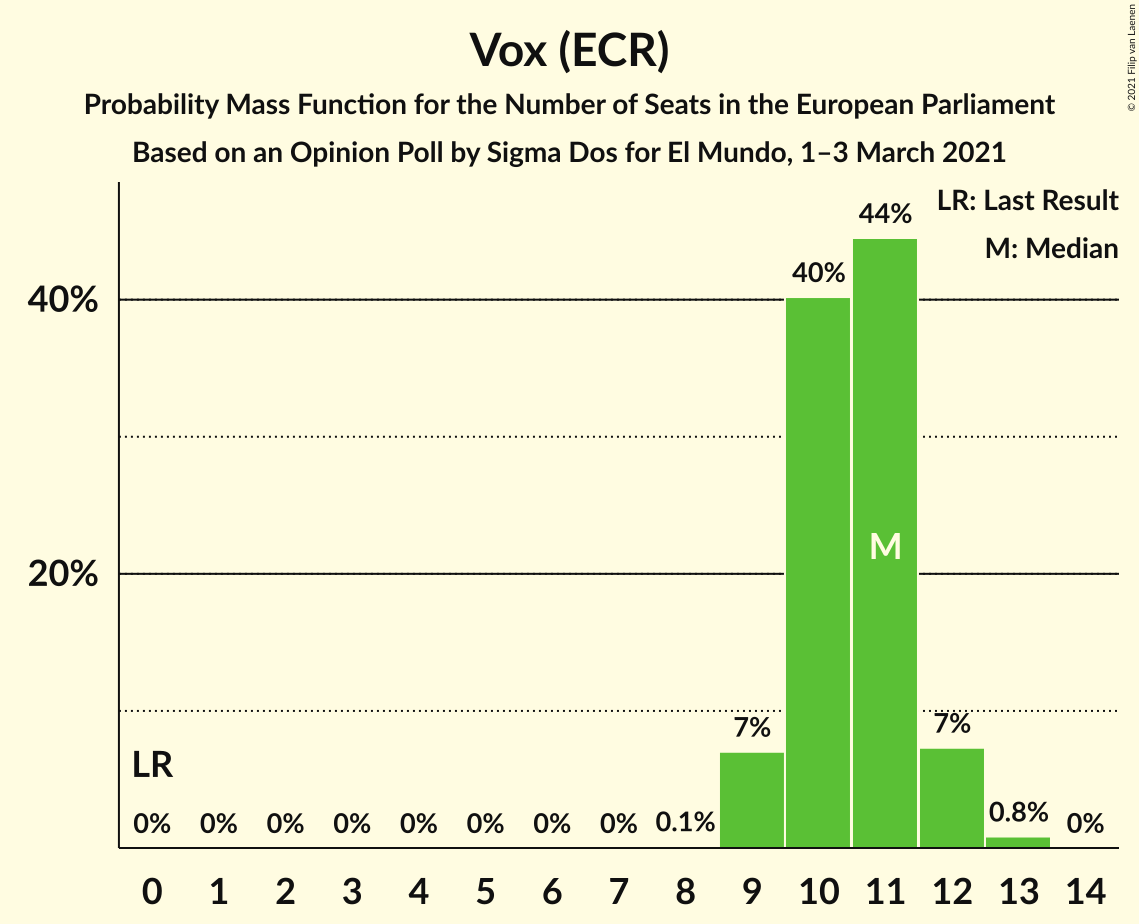 Vox (ECR)
Probability Mass Function for the Number of Seats in the European Parliament
Based on an Opinion Poll by Sigma Dos for El Mundo, 1–3 March 2021
© 2021 Filip van Laenen
LR: Last Result
M: Median
44%
40%
40%
M
20%
7%
7%
LR
0% 0% 0% 0% 0% 0% 0% 0% 0.1% 0.8% 0%
0 1 2 3 4 5 6 7 8 9 10 11 12 13 14